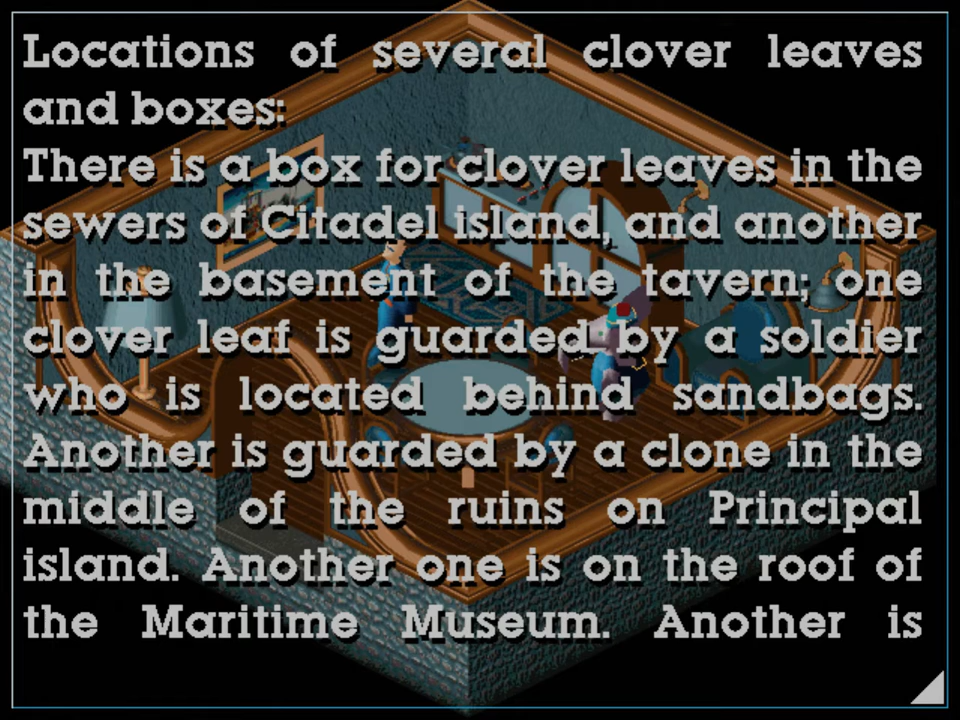 Locations of several clover leaves
and boxes:
There is a box for clover leaves in the
sewers of Citadel island, and another
in the basement of the tavern; one
clover leaf is guarded by a soldier
who is located behind sandbags.
Another is guarded by a clone in the
middle of the ruins on Principal
island. Another one is on the roof of
the Maritime Museum. Another is